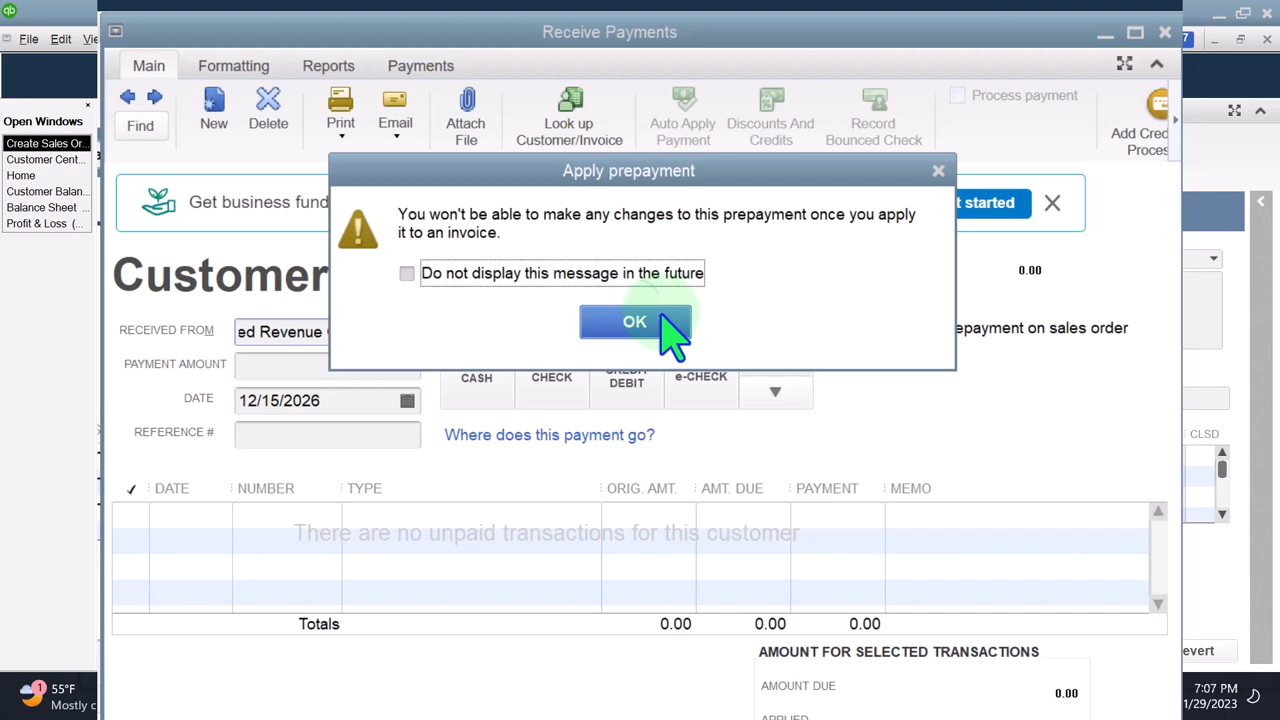 Receive Payments
File Edit Vie
7
Main Formatting Reports Payments
Find
New
Delete
Print
Email
Attach
File
Look up
Customer/Invoice
Auto Apply
Payment
Discounts And
Credits
Record
Bounced Check
Process payment
Add Cred
Proces
Open Windows
Create Sales Or...
Customer Cent...
Home
Customer Balan...
Balance Sheet
Profit & Loss (...
Get business fund
t started
Apply prepayment
You won't be able to make any changes to this prepayment once you apply
it to an invoice.
Do not display this message in the future
OK
Customer
0.00
RECEIVED FROM ed Revenue
epayment on sales order
PAYMENT AMOUNT
CASH
CHECK
CREDIT
DEBIT
e-CHECK
DATE 12/15/2026
REFERENCE #
Where does this payment go?
CLSD
DATE NUMBER TYPE ORIG. AMT. AMT. DUE PAYMENT MEMO
There are no unpaid transactions for this customer
Totals 0.00 0.00 0.00
AMOUNT FOR SELECTED TRANSACTIONS
AMOUNT DUE 0.00
APPLIED
evert
1
55°F
Mostly c
7:07 PM
1/29/2023